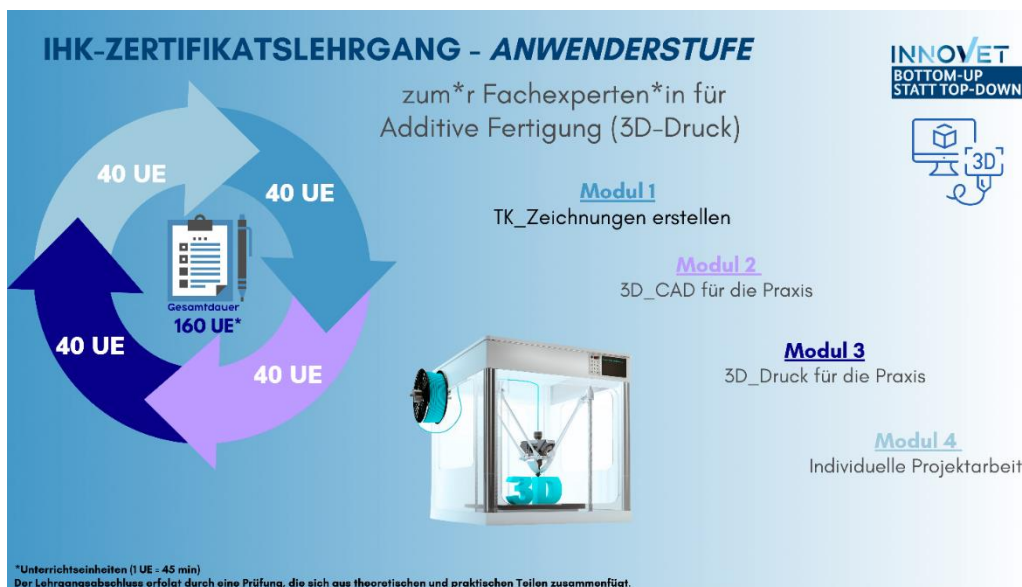 IHK-ZERTIFIKATSLEHRGANG - ANWENDERSTUFE
zum*r Fachexperten*in für
Additive Fertigung (3D-Druck)
INNOVET
BOTTOM-UP
STATT TOP-DOWN
3D
40 UE
40 UE
40 UE
40 UE
Gesamtdauer
160 UE*
Modul 1
TK_Zeichnungen erstellen
Modul 2
3D_CAD für die Praxis
Modul 3
3D_Druck für die Praxis
Modul 4
Individuelle Projektarbeit
3D
*Unterrichtseinheiten (1 UE = 45 min)
Der Lehrgangsabschluss erfolgt durch eine Prüfung, die sich aus theoretischen und praktischen Teilen zusammenfügt.